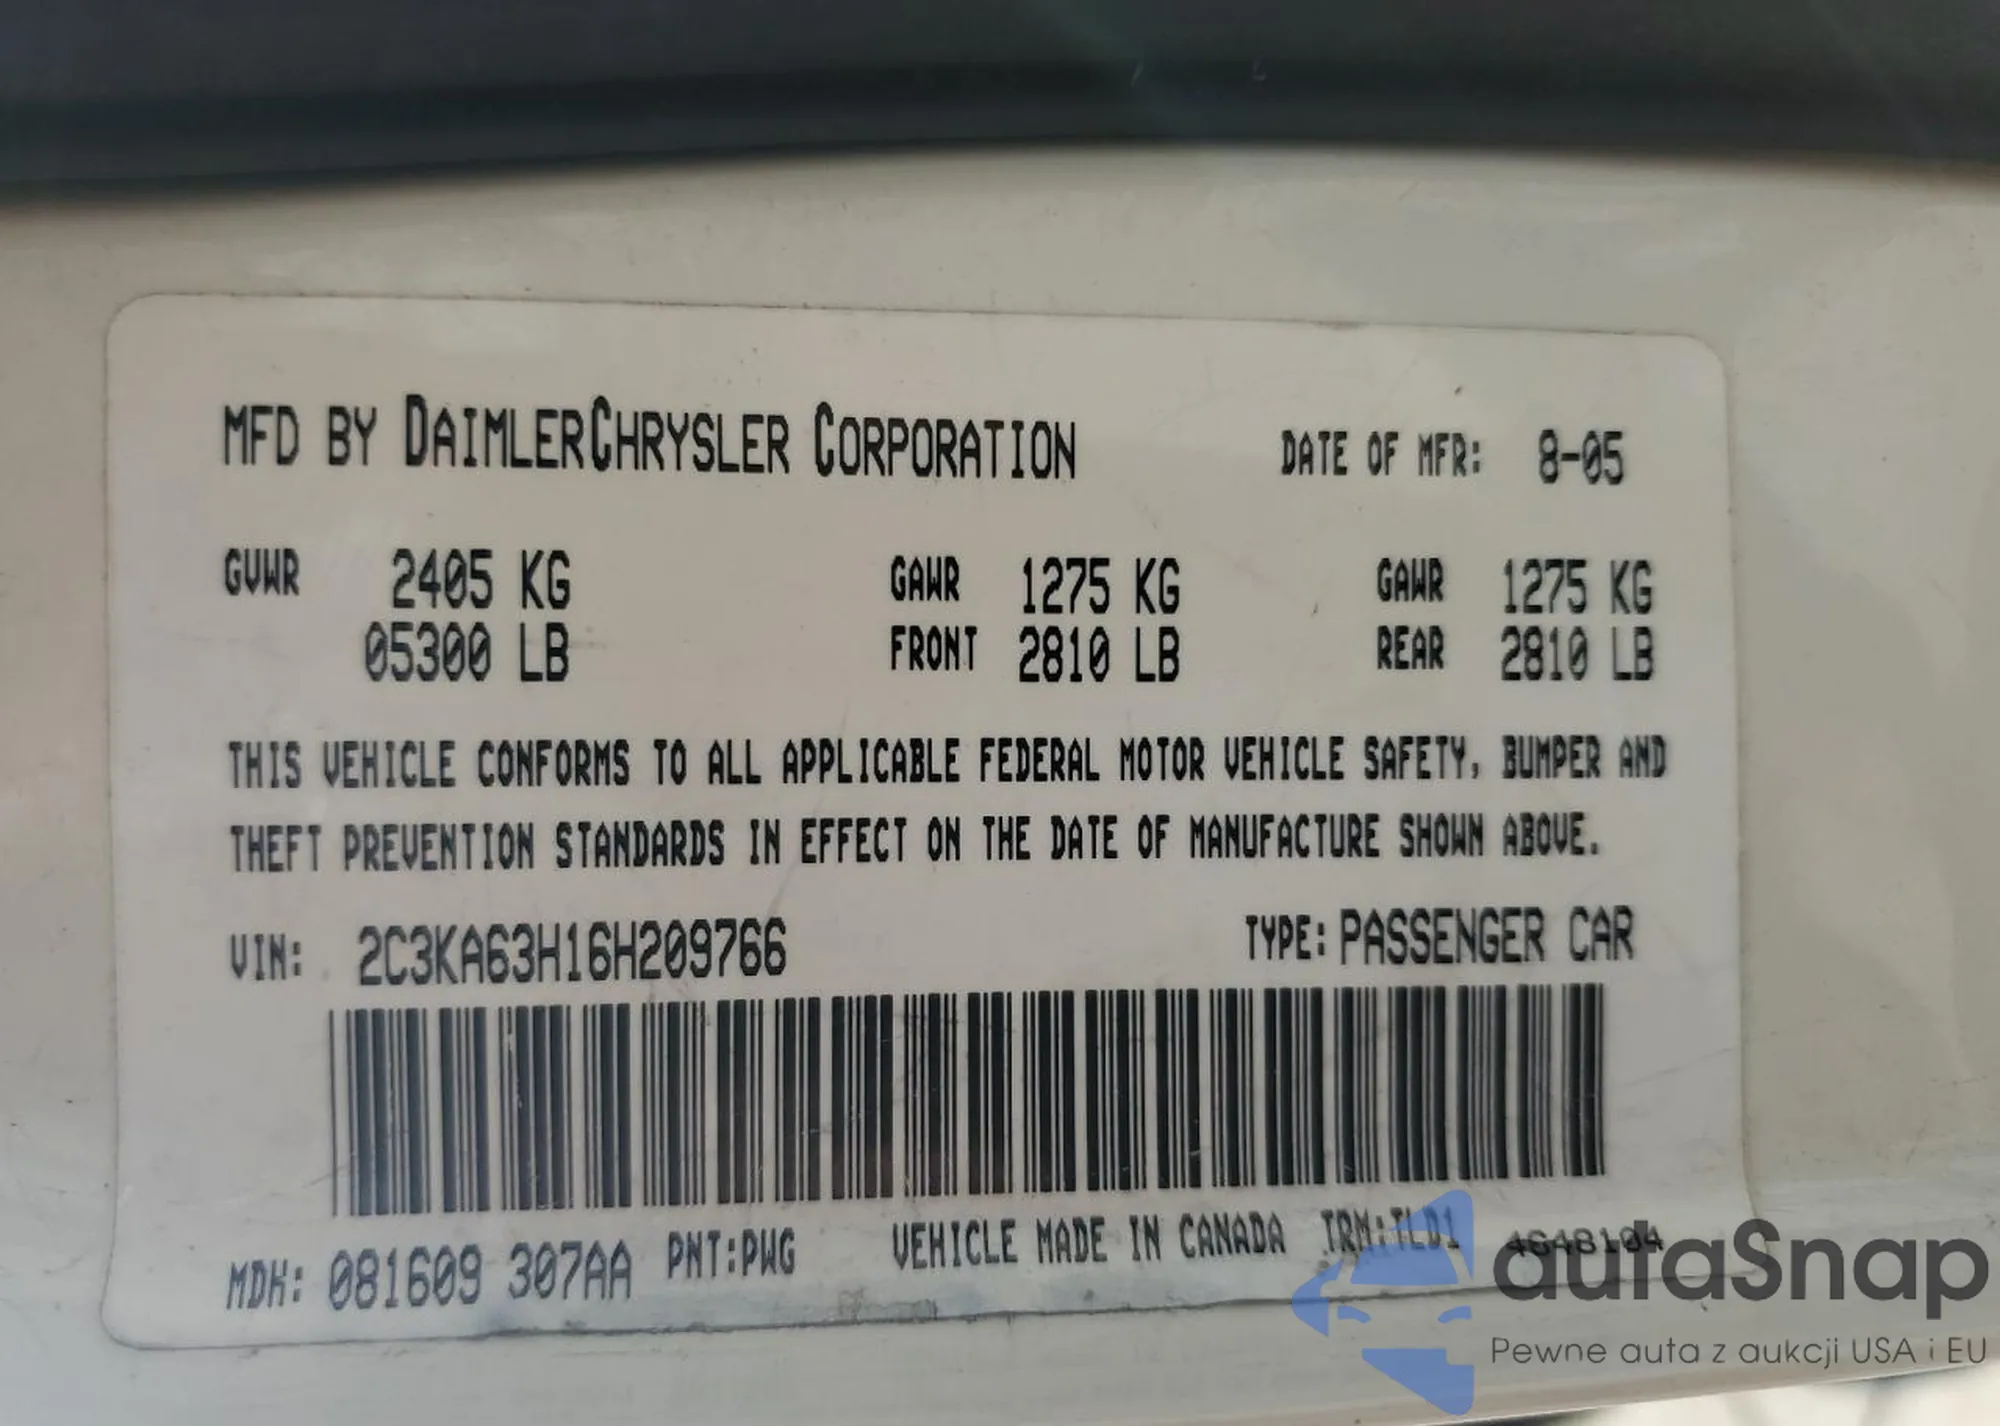 MFD BY DAIMLERCHRYSLER CORPORATION DATE OF MFR: 8-05
GVWR 2405 KG GAWR 1275 KG GAWR 1275 KG
05300 LB FRONT 2810 LB REAR 2810 LB
THIS VEHICLE CONFORMS TO ALL APPLICABLE FEDERAL MOTOR VEHICLE SAFETY, BUMPER AND
THEFT PREVENTION STANDARDS IN EFFECT ON THE DATE OF MANUFACTURE SHOWN ABOVE.
VIN: 2C3KA63H16H209766 TYPE: PASSENGER CAR
MDH: 081609 307AA PNT:PWG VEHICLE MADE IN CANADA TRM:TLD1 4648104
autaSnap
Pewne auta z aukcji USA i EU